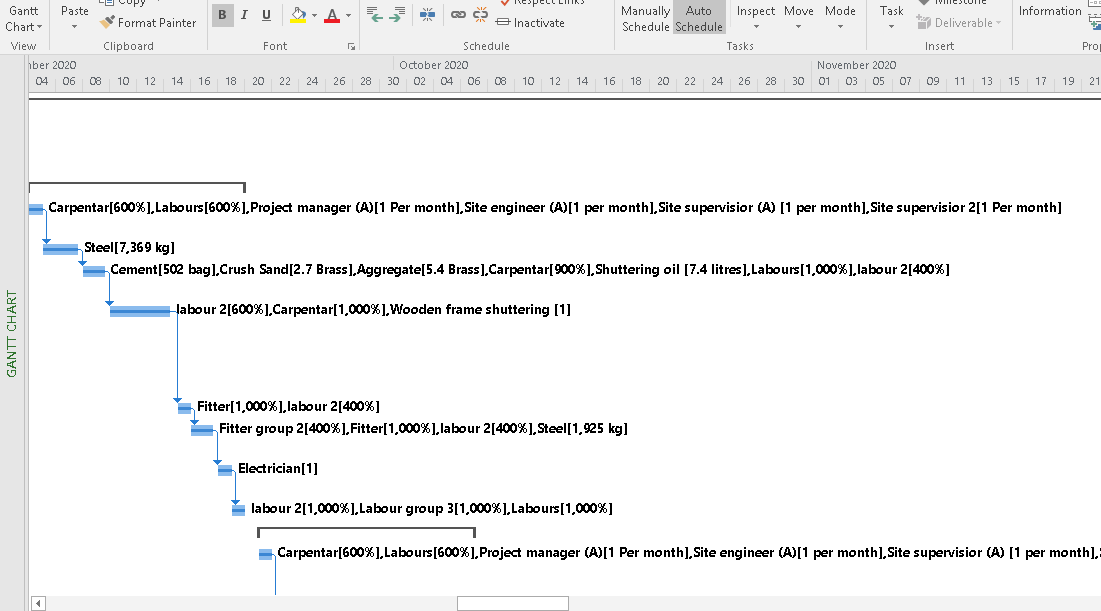 Gantt Paste Copy Respect Links Manually Auto Inspect Move Mode Task Milestone Information
Chart Format Painter B I U A Inactivate Schedule Schedule Deliverable
View Clipboard Font Schedule Tasks Insert Prop
mber 2020 October 2020 November 2020
04 06 08 10 12 14 16 18 20 22 24 26 28 30 02 04 06 08 10 12 14 16 18 20 22 24 26 28 30 01 03 05 07 09 11 13 15 17 19 21
Carpentar[600%],Labours[600%],Project manager (A)[1 Per month],Site engineer (A)[1 per month],Site supervisior (A) [1 per month],Site supervisior 2[1 Per month]
Steel[7,369 kg]
Cement[502 bag],Crush Sand[2.7 Brass],Aggregate[5.4 Brass],Carpentar[900%],Shuttering oil [7.4 litres],Labours[1,000%],labour 2[400%]
labour 2[600%],Carpentar[1,000%],Wooden frame shuttering [1]
GANTT CHART
Fitter[1,000%],labour 2[400%]
Fitter group 2[400%],Fitter[1,000%],labour 2[400%],Steel[1,925 kg]
Electrician[1]
labour 2[1,000%],Labour group 3[1,000%],Labours[1,000%]
Carpentar[600%],Labours[600%],Project manager (A)[1 Per month],Site engineer (A)[1 per month],Site supervisior (A) [1 per month],